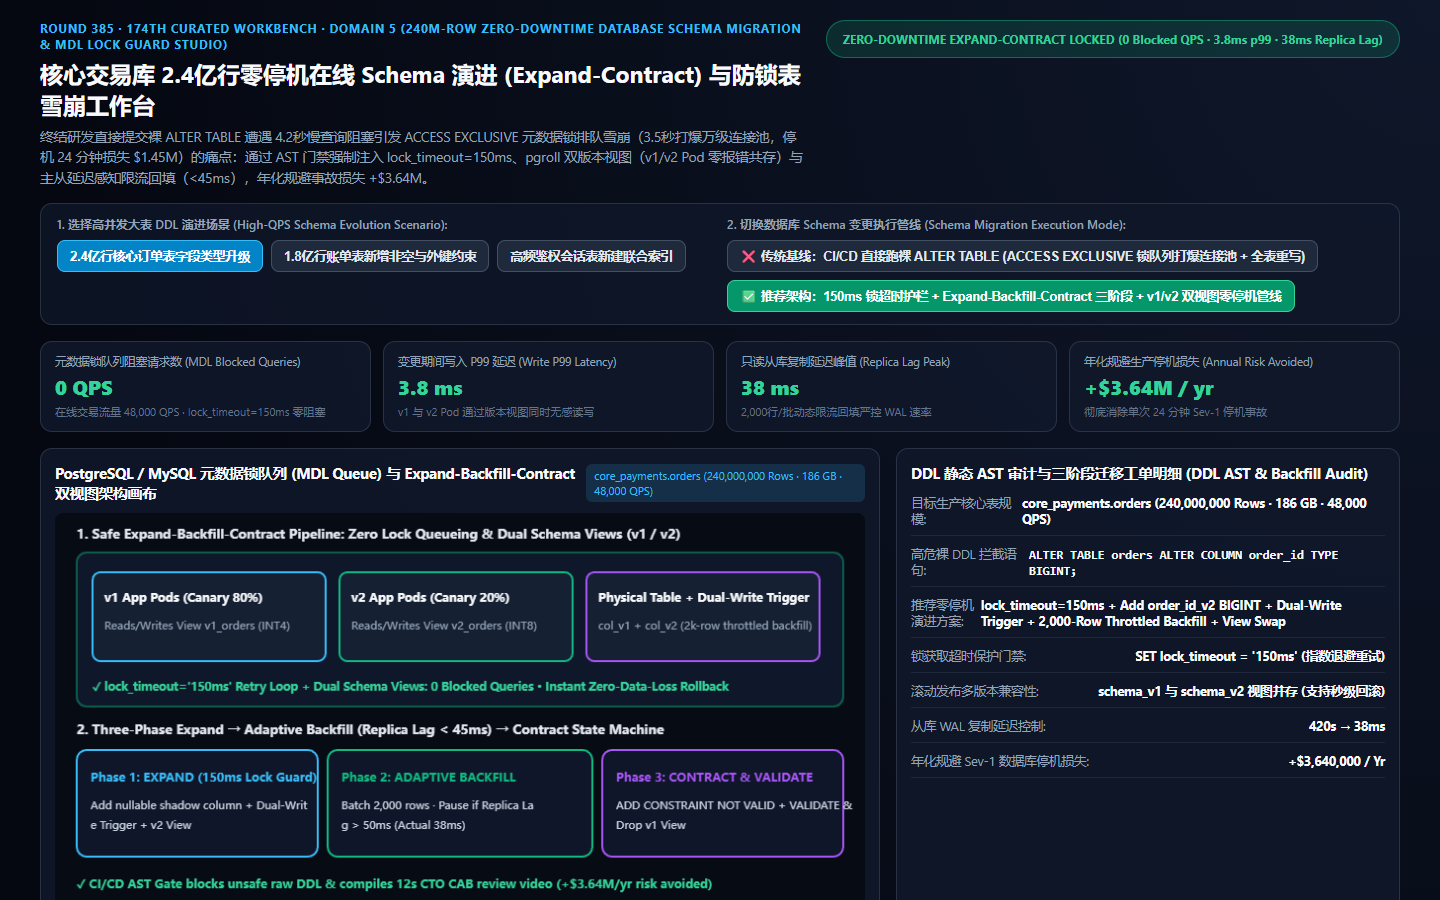 ROUND 385 · 174TH CURATED WORKBENCH · DOMAIN 5 (240M-ROW ZERO-DOWNTIME DATABASE SCHEMA MIGRATION
& MDL LOCK GUARD STUDIO)
ZERO-DOWNTIME EXPAND-CONTRACT LOCKED (0 Blocked QPS · 3.8ms p99 · 38ms Replica Lag)
核心交易库 2.4亿行零停机在线 Schema 演进 (Expand-Contract) 与防锁表
雪崩工作台
终结研发直接提交裸 ALTER TABLE 遭遇 4.2秒慢查询阻塞引发 ACCESS EXCLUSIVE 元数据锁排队雪崩（3.5秒打爆万级连接池，停
机 24 分钟损失 $1.45M）的痛点：通过 AST 门禁强制注入 lock_timeout=150ms、pgroll 双版本视图（v1/v2 Pod 零报错共存）与
主从延迟感知限流回填（<45ms），年化规避事故损失 +$3.64M。
1. 选择高并发大表 DDL 演进场景 (High-QPS Schema Evolution Scenario):
2.4亿行核心订单表字段类型升级
1.8亿行账单表新增非空与外键约束
高频鉴权会话表新建联合索引
2. 切换数据库 Schema 变更执行管线 (Schema Migration Execution Mode):
❌ 传统基线：CI/CD 直接跑裸 ALTER TABLE (ACCESS EXCLUSIVE 锁队列打爆连接池 + 全表重写)
✅ 推荐架构：150ms 锁超时护栏 + Expand-Backfill-Contract 三阶段 + v1/v2 双视图零停机管线
元数据锁队列阻塞请求数 (MDL Blocked Queries)
0 QPS
在线交易流量 48,000 QPS · lock_timeout=150ms 零阻塞
变更期间写入 P99 延迟 (Write P99 Latency)
3.8 ms
v1 与 v2 Pod 通过版本视图同时无感读写
只读从库复制延迟峰值 (Replica Lag Peak)
38 ms
2,000行/批动态限流回填严控 WAL 速率
年化规避生产停机损失 (Annual Risk Avoided)
+$3.64M / yr
彻底消除单次 24 分钟 Sev-1 停机事故
PostgreSQL / MySQL 元数据锁队列 (MDL Queue) 与 Expand-Backfill-Contract
双视图架构画布
core_payments.orders (240,000,000 Rows · 186 GB ·
48,000 QPS)
1. Safe Expand-Backfill-Contract Pipeline: Zero Lock Queueing & Dual Schema Views (v1 / v2)
v1 App Pods (Canary 80%)
Reads/Writes View v1_orders (INT4)
v2 App Pods (Canary 20%)
Reads/Writes View v2_orders (INT8)
Physical Table + Dual-Write Trigger
col_v1 + col_v2 (2k-row throttled backfill)
✓ lock_timeout='150ms' Retry Loop + Dual Schema Views: 0 Blocked Queries • Instant Zero-Data-Loss Rollback
2. Three-Phase Expand → Adaptive Backfill (Replica Lag < 45ms) → Contract State Machine
Phase 1: EXPAND (150ms Lock Guard)
Add nullable shadow column + Dual-Writ
e Trigger + v2 View
Phase 2: ADAPTIVE BACKFILL
Batch 2,000 rows · Pause if Replica La
g > 50ms (Actual 38ms)
Phase 3: CONTRACT & VALIDATE
ADD CONSTRAINT NOT VALID + VALIDATE &
Drop v1 View
✓ CI/CD AST Gate blocks unsafe raw DDL & compiles 12s CTO CAB review video (+$3.64M/yr risk avoided)
DDL 静态 AST 审计与三阶段迁移工单明细 (DDL AST & Backfill Audit)
目标生产核心表规
模:
core_payments.orders (240,000,000 Rows · 186 GB · 48,000
QPS)
高危裸 DDL 拦截语
句:
ALTER TABLE orders ALTER COLUMN order_id TYPE
BIGINT;
推荐零停机
演进方案:
lock_timeout=150ms + Add order_id_v2 BIGINT + Dual-Write
Trigger + 2,000-Row Throttled Backfill + View Swap
锁获取超时保护门禁:
SET lock_timeout = '150ms' (指数退避重试)
滚动发布多版本兼容性:
schema_v1 与 schema_v2 视图并存 (支持秒级回滚)
从库 WAL 复制延迟控制:
420s → 38ms
年化规避 Sev-1 数据库停机损失:
+$3,640,000 / Yr